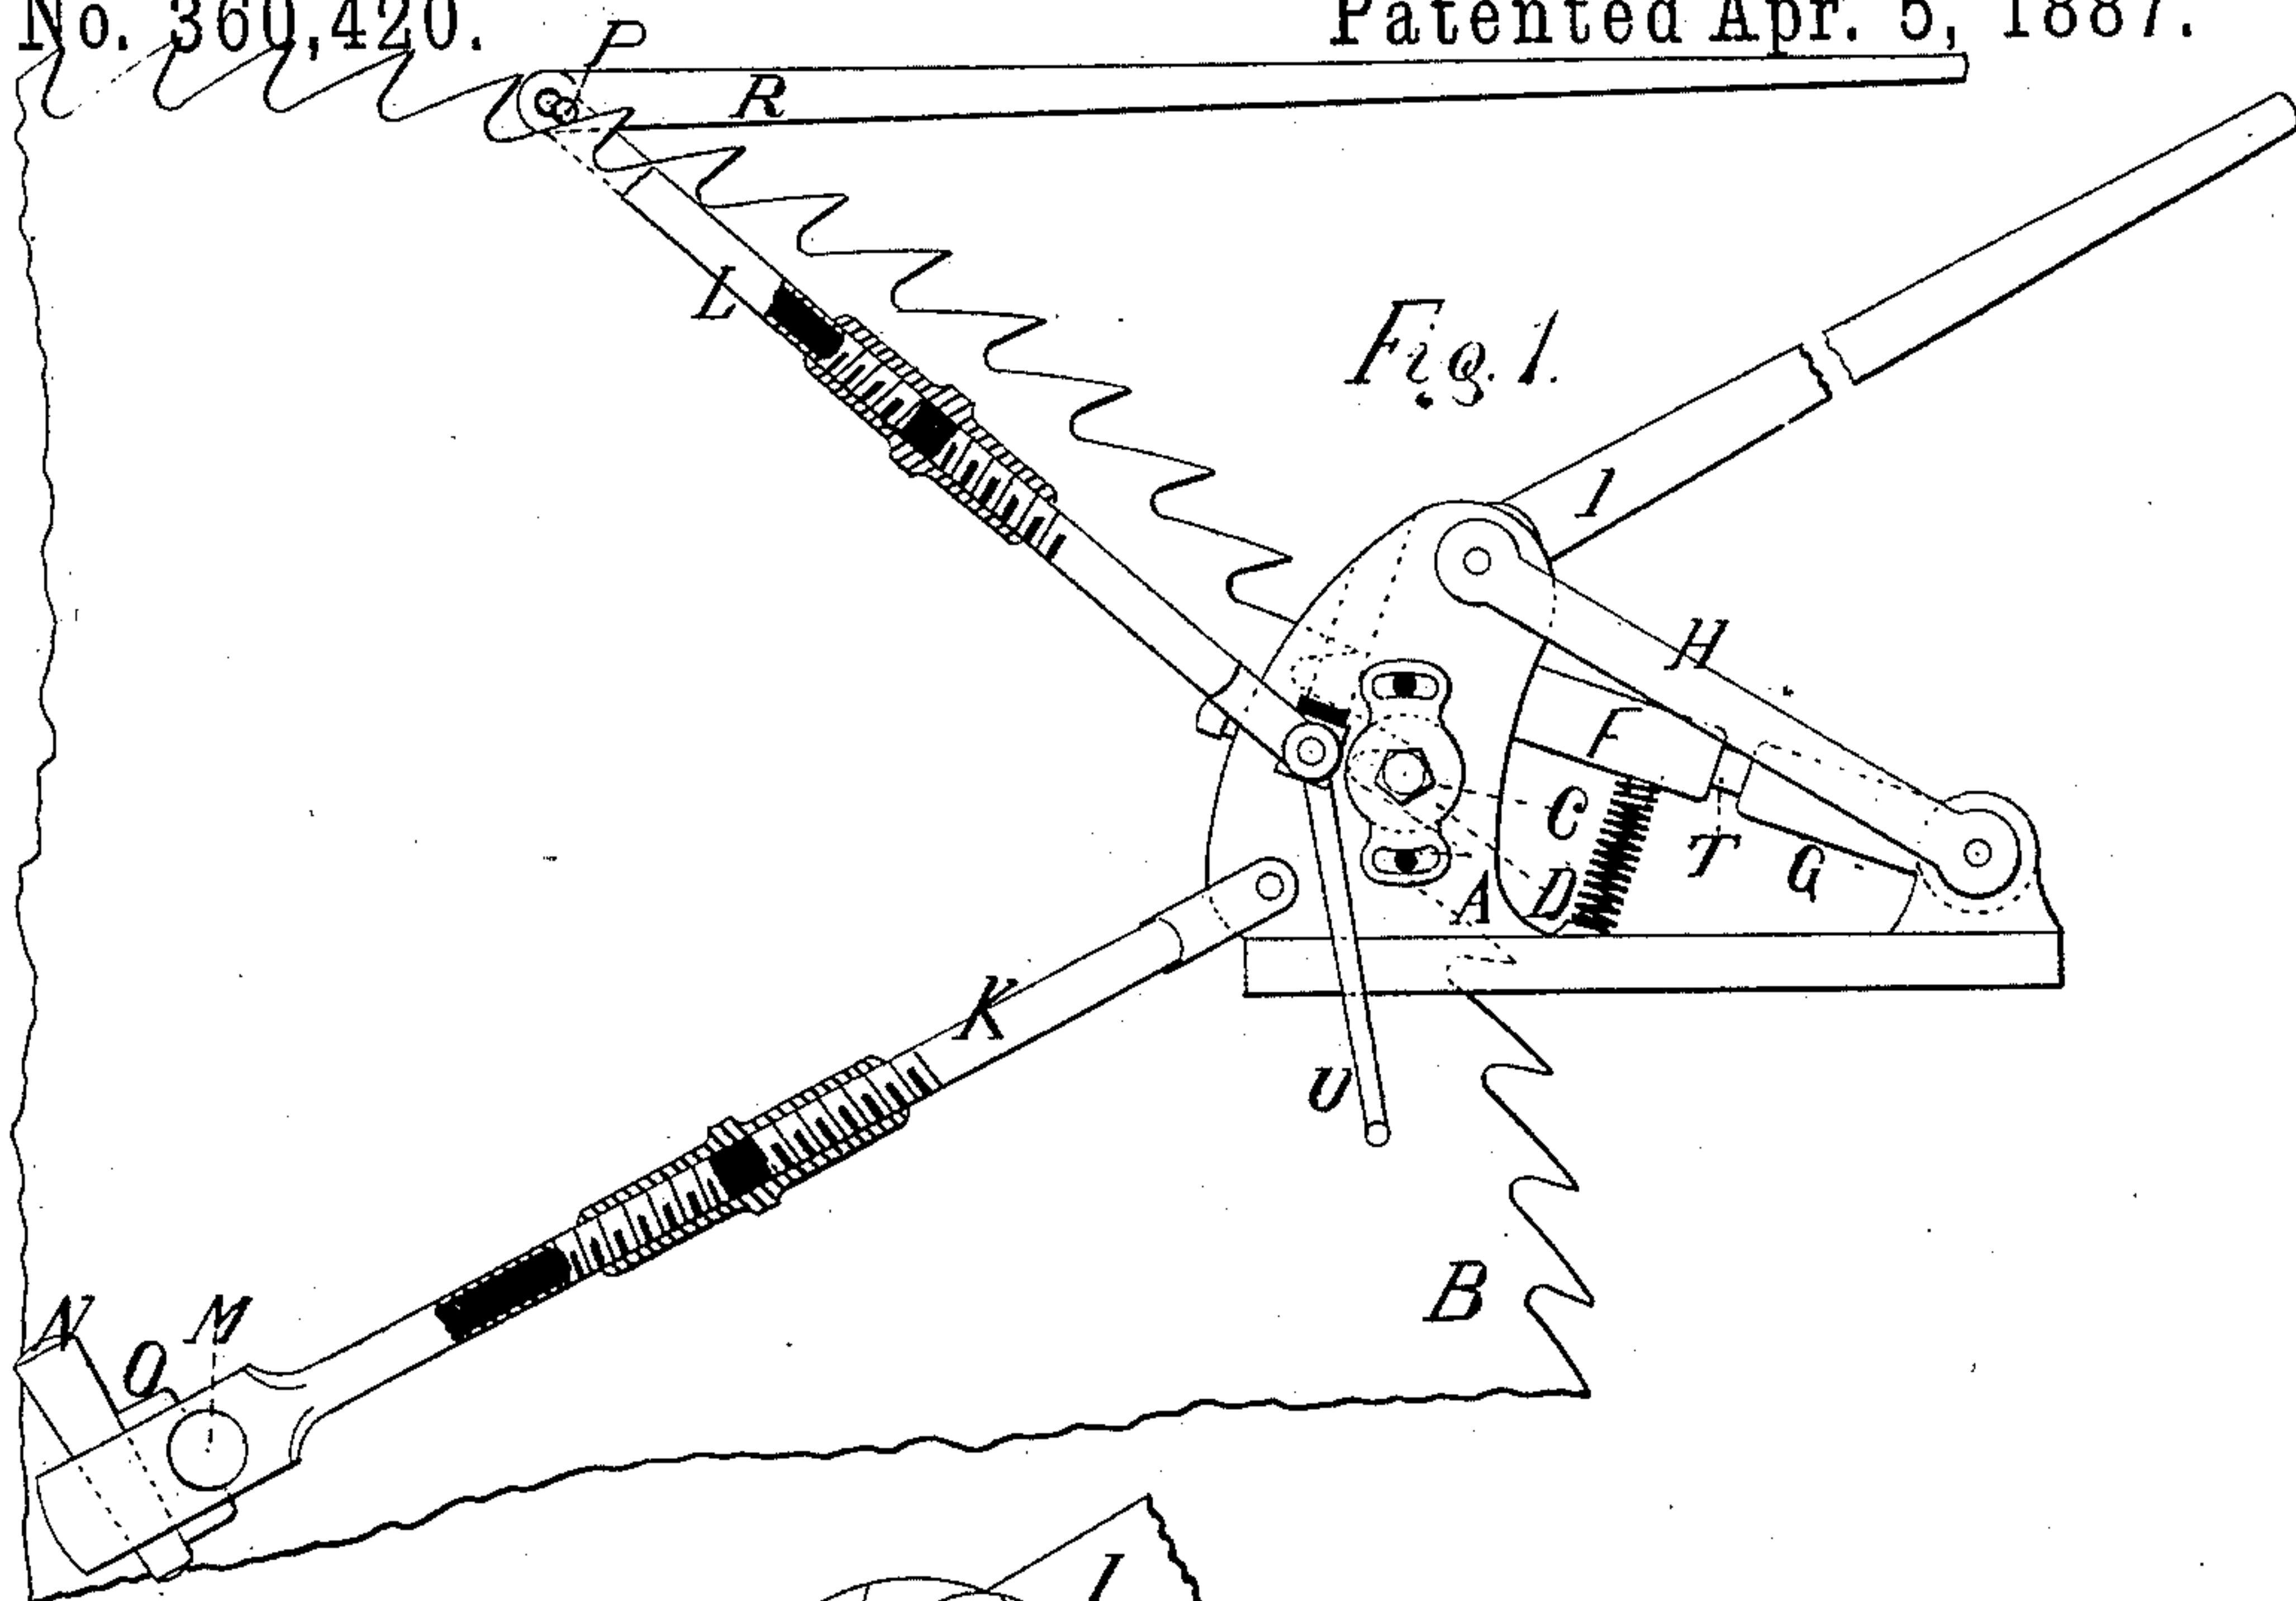 No. 360,420.
Patented Apr. 5, 1887.
P
R
L
Fig. 1.
I
H
F
C
T
G
D
A
K
U
B
N
O
M
I